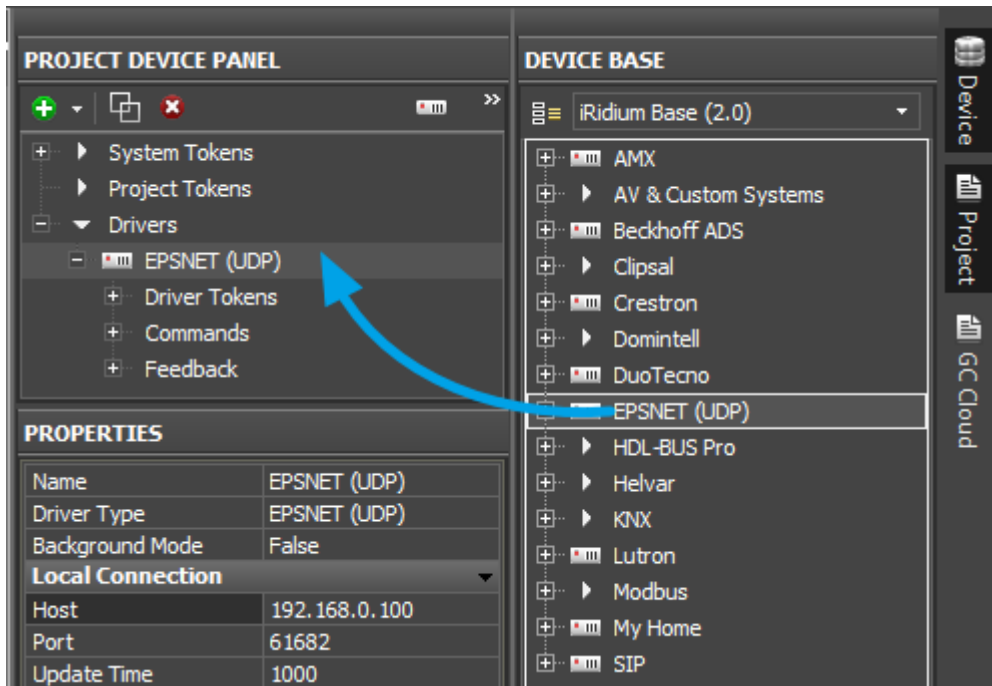 PROJECT DEVICE PANEL
System Tokens
Project Tokens
Drivers
EPSNET (UDP)
Driver Tokens
Commands
Feedback
PROPERTIES
Name EPSNET (UDP)
Driver Type EPSNET (UDP)
Background Mode False
Local Connection
Host 192.168.0.100
Port 61682
Update Time 1000
DEVICE BASE
iRidium Base (2.0)
AMX
AV & Custom Systems
Beckhoff ADS
Clipsal
Crestron
Domintell
DuoTecno
EPSNET (UDP)
HDL-BUS Pro
Helvar
KNX
Lutron
Modbus
My Home
SIP
Device
Project
GC Cloud